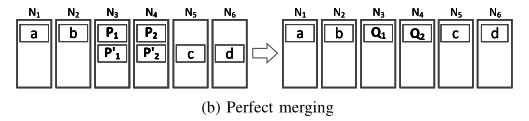 N₁ N₂ N₃ N₄ N₅ N₆ N₁ N₂ N₃ N₄ N₅ N₆
a b P₁ P₂ a b Q₁ Q₂ c d
P'₁ P'₂ c d
(b) Perfect merging